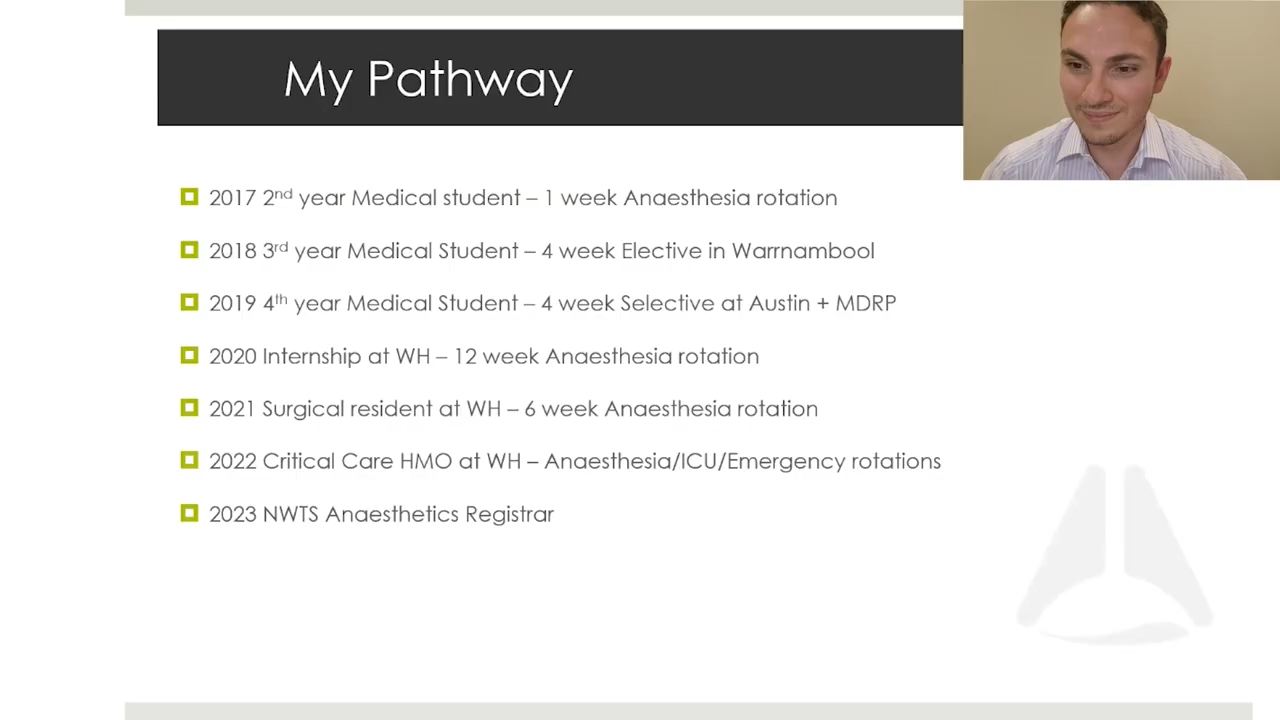 My Pathway
2017 2nd year Medical student – 1 week Anaesthesia rotation
2018 3rd year Medical Student – 4 week Elective in Warrnambool
2019 4th year Medical Student – 4 week Selective at Austin + MDRP
2020 Internship at WH – 12 week Anaesthesia rotation
2021 Surgical resident at WH – 6 week Anaesthesia rotation
2022 Critical Care HMO at WH – Anaesthesia/ICU/Emergency rotations
2023 NWTS Anaesthetics Registrar